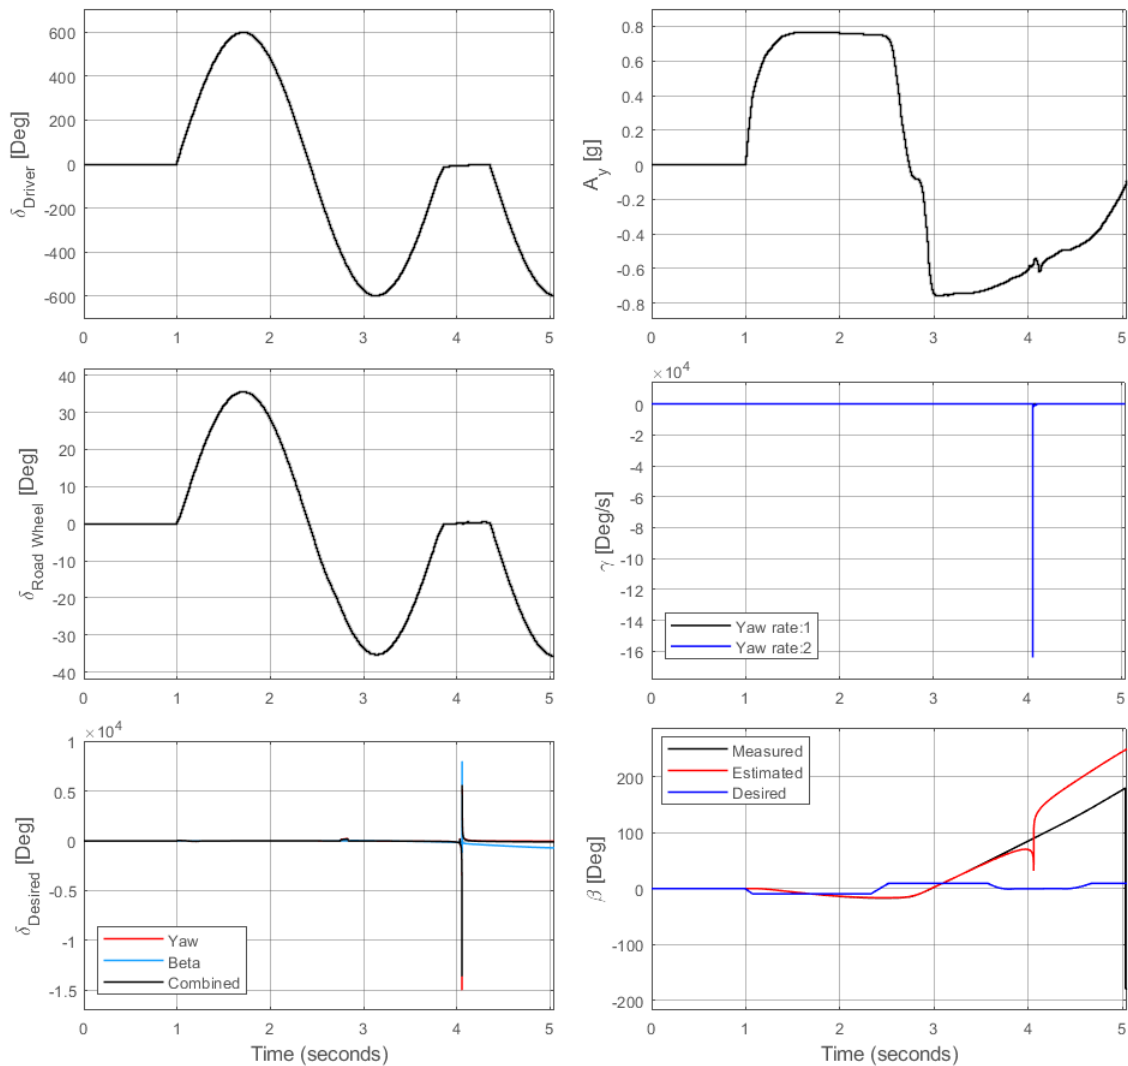 δDriver [Deg]
600
400
200
0
-200
-400
-600
0 1 2 3 4 5
Ay [g]
0.8
0.6
0.4
0.2
0
-0.2
-0.4
-0.6
-0.8
0 1 2 3 4 5
δRoad Wheel [Deg]
40
30
20
10
0
-10
-20
-30
-40
0 1 2 3 4 5
×10^4
γ [Deg/s]
0
-2
-4
-6
-8
-10
-12
-14
-16
Yaw rate:1
Yaw rate:2
0 1 2 3 4 5
×10^4
δDesired [Deg]
1
0.5
0
-0.5
-1
-1.5
Yaw
Beta
Combined
0 1 2 3 4 5
Time (seconds)
β [Deg]
200
100
0
-100
-200
Measured
Estimated
Desired
0 1 2 3 4 5
Time (seconds)